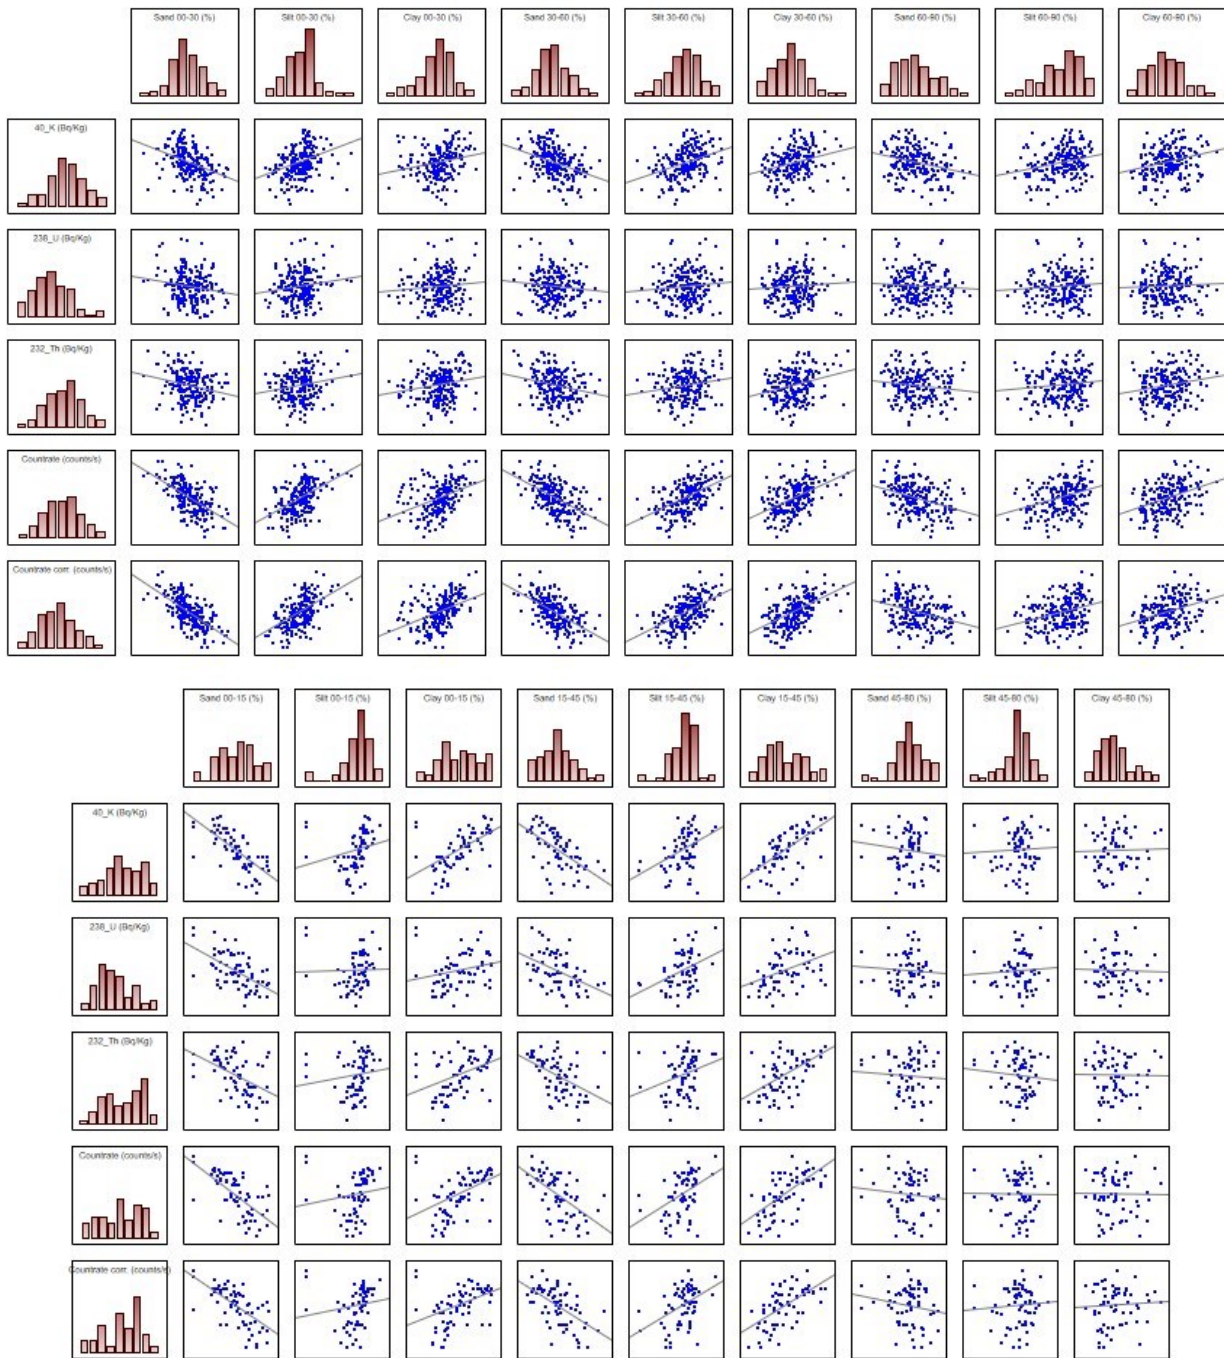 Sand 00-30 (%) Silt 00-30 (%) Clay 00-30 (%) Sand 30-60 (%) Silt 30-60 (%) Clay 30-60 (%) Sand 60-90 (%) Silt 60-90 (%) Clay 60-90 (%)
40_K (Bq/Kg)
238_U (Bq/Kg)
232_Th (Bq/Kg)
Countrate (counts/s)
Countrate corr. (counts/s)
Sand 00-15 (%) Silt 00-15 (%) Clay 00-15 (%) Sand 15-45 (%) Silt 15-45 (%) Clay 15-45 (%) Sand 45-80 (%) Silt 45-80 (%) Clay 45-80 (%)
40_K (Bq/Kg)
238_U (Bq/Kg)
232_Th (Bq/Kg)
Countrate (counts/s)
Countrate corr. (counts/s)